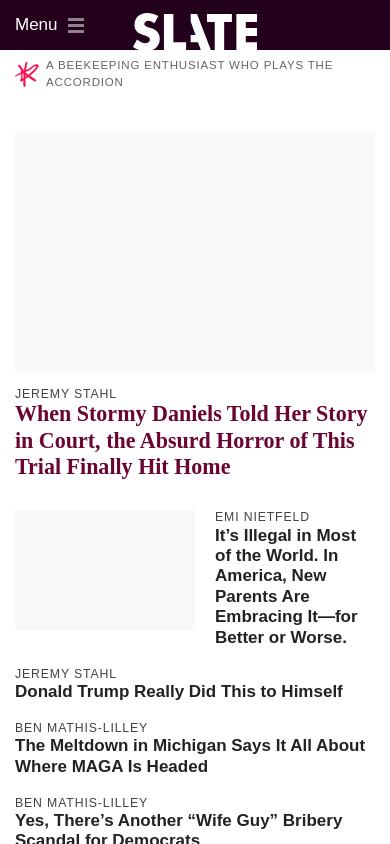 Menu
SLATE
A BEEKEEPING ENTHUSIAST WHO PLAYS THE
ACCORDION
JEREMY STAHL
When Stormy Daniels Told Her Story
in Court, the Absurd Horror of This
Trial Finally Hit Home
EMI NIETFELD
It’s Illegal in Most
of the World. In
America, New
Parents Are
Embracing It—for
Better or Worse.
JEREMY STAHL
Donald Trump Really Did This to Himself
BEN MATHIS-LILLEY
The Meltdown in Michigan Says It All About
Where MAGA Is Headed
BEN MATHIS-LILLEY
Yes, There’s Another “Wife Guy” Bribery
Scandal for Democrats